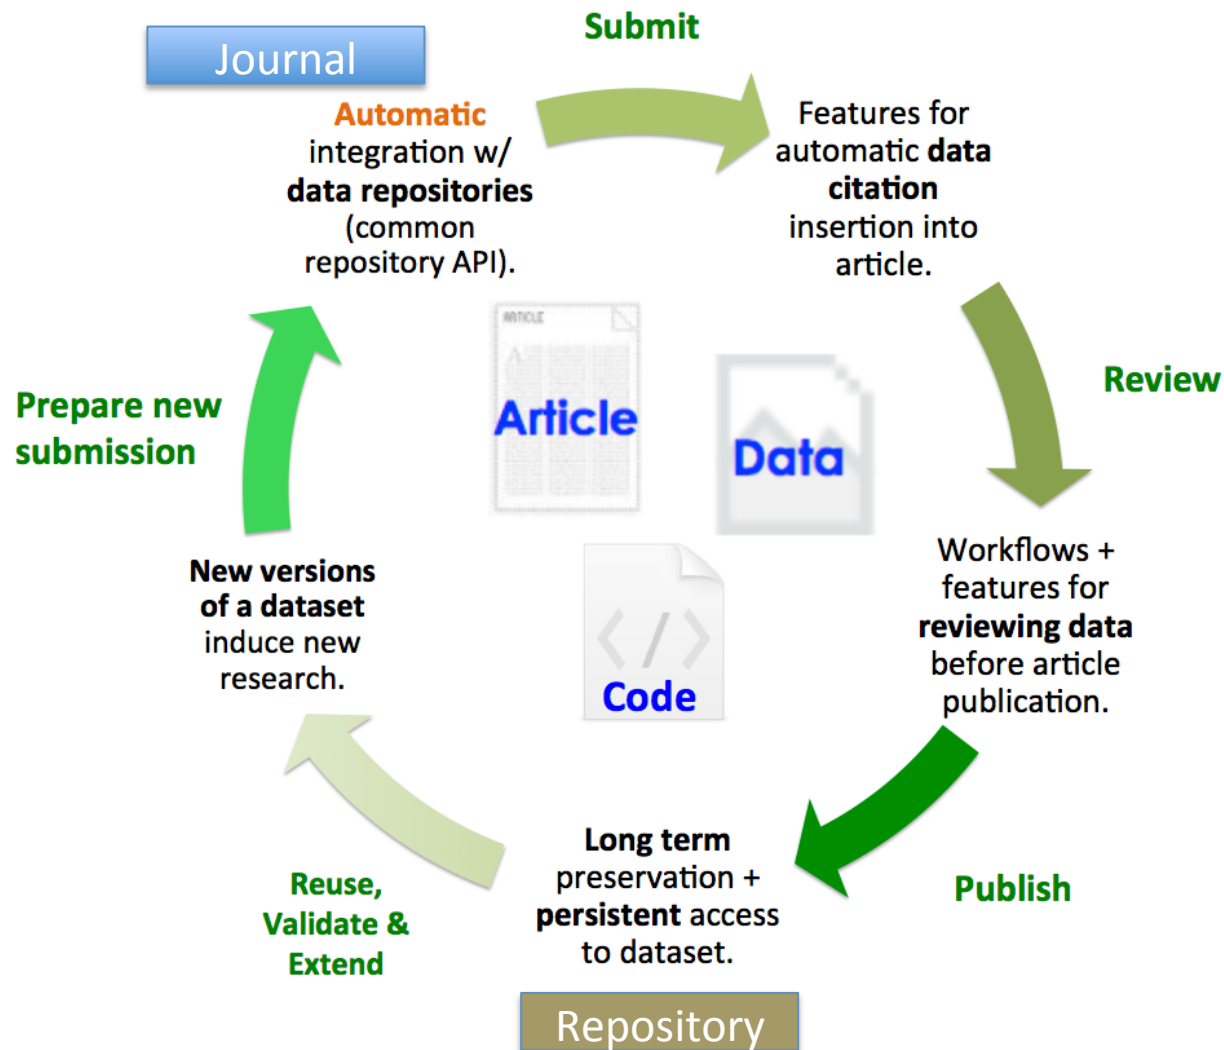 Journal
Submit
Automatic
integration w/
data repositories
(common
repository API).
Features for
automatic data
citation
insertion into
article.
Review
Prepare new
submission
ARTICLE
Article
Data
</>
Code
New versions
of a dataset
induce new
research.
Workflows +
features for
reviewing data
before article
publication.
Long term
preservation +
persistent access
to dataset.
Publish
Reuse,
Validate &
Extend
Repository